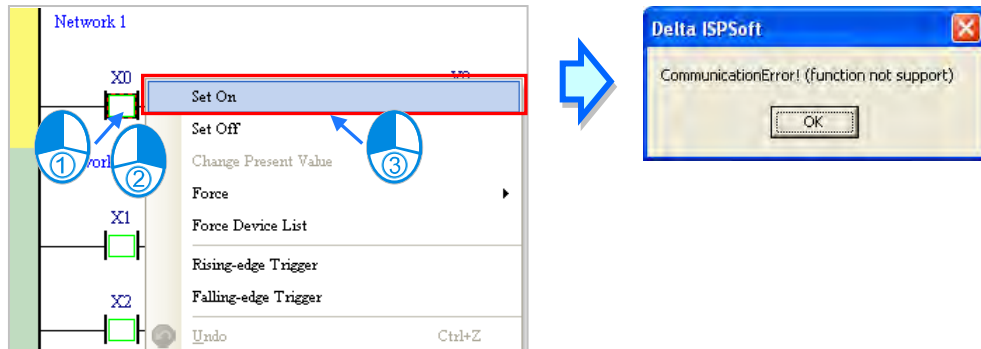 Network 1
X0
Set On
Set Off
Change Present Value
Force
Force Device List
Rising-edge Trigger
Falling-edge Trigger
Undo Ctrl+Z
①
②
③
X1
X2
Delta ISPSoft
CommunicationError! (function not support)
OK